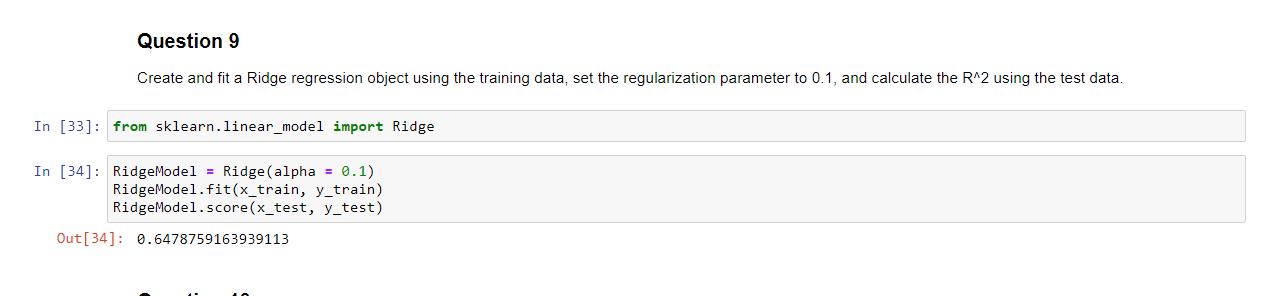 Question 9
Create and fit a Ridge regression object using the training data, set the regularization parameter to 0.1, and calculate the R^2 using the test data.
In [33]: from sklearn.linear_model import Ridge
In [34]: RidgeModel = Ridge(alpha = 0.1)
RidgeModel.fit(x_train, y_train)
RidgeModel.score(x_test, y_test)
Out[34]: 0.6478759163939113